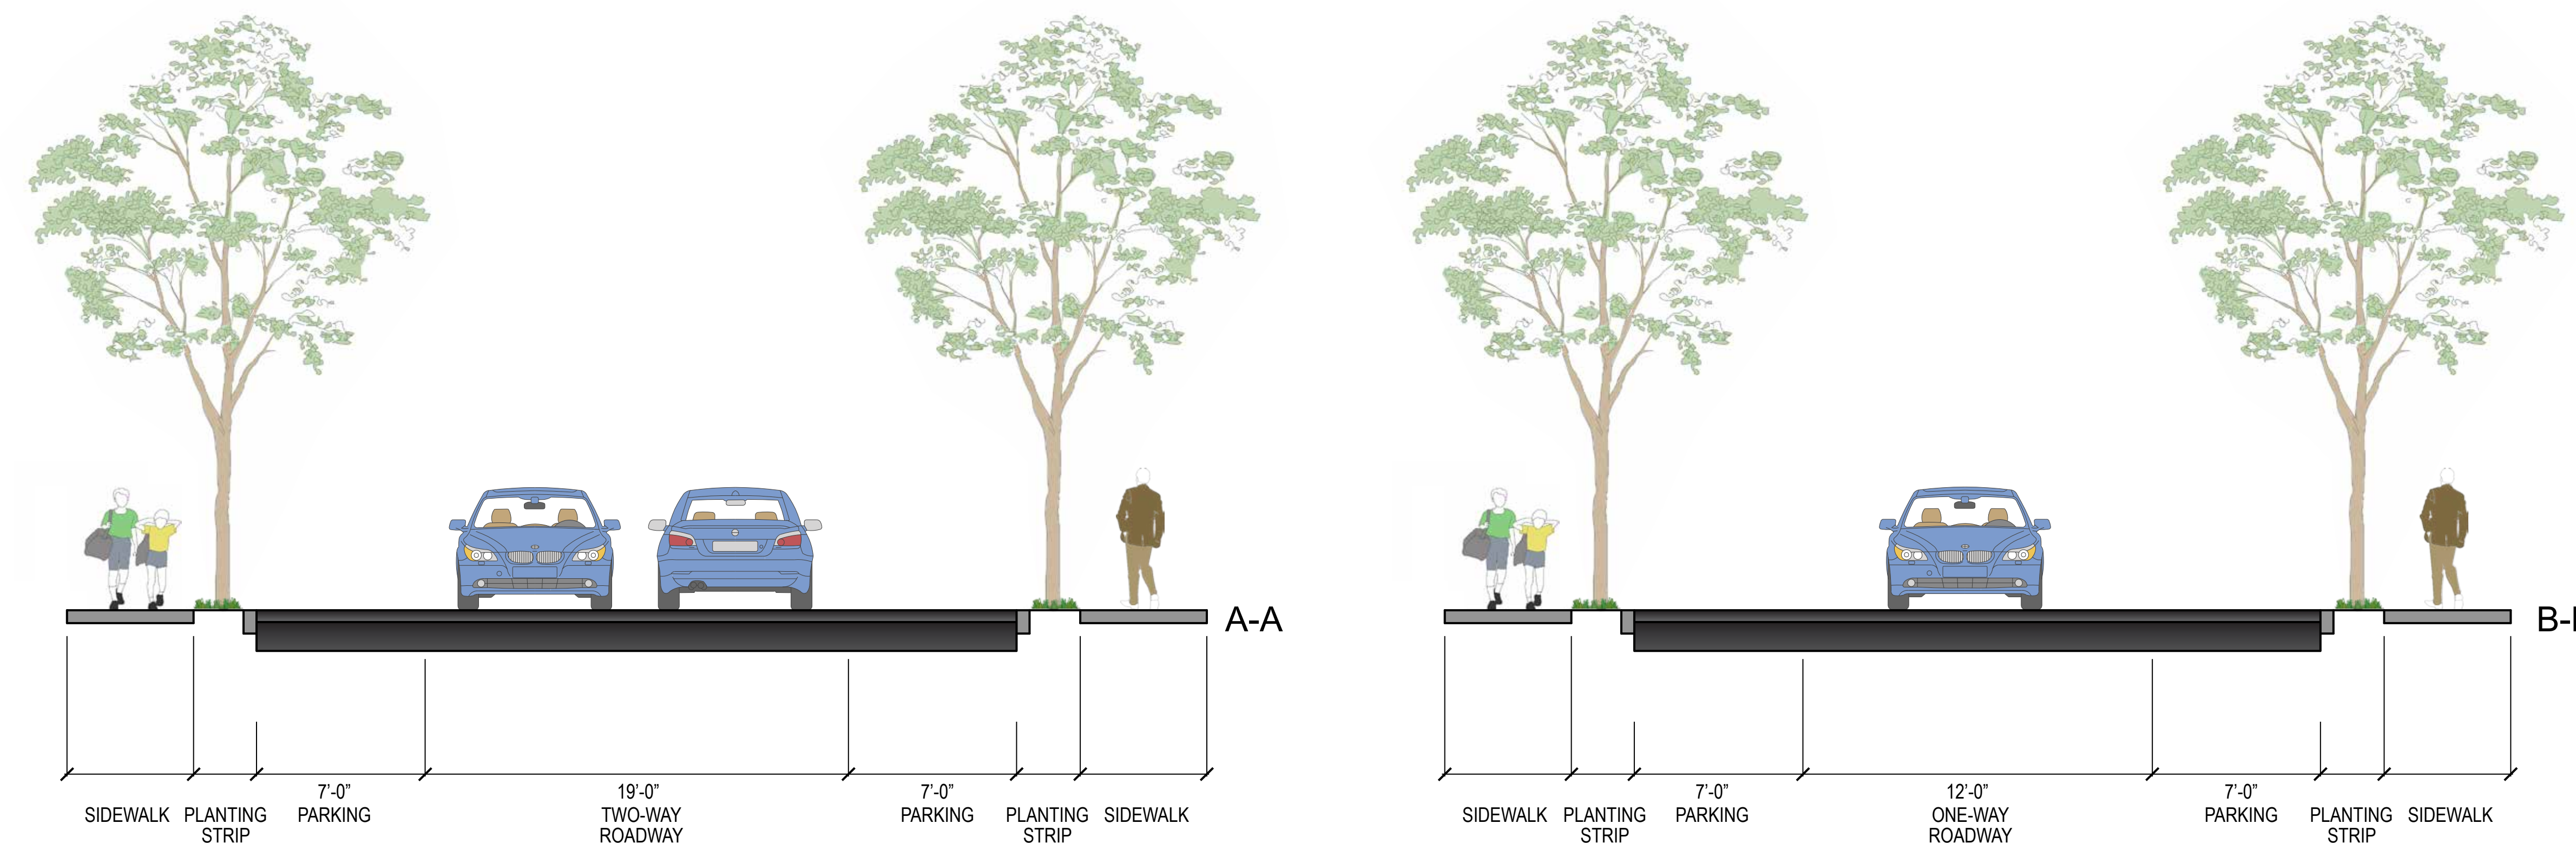 A-A
7'-0”
19'-0”
7'-0”
SIDEWALK
PLANTING
STRIP
PARKING
TWO-WAY
ROADWAY
PARKING
PLANTING
STRIP
SIDEWALK
B-
7'-0”
12'-0”
7'-0”
SIDEWALK
PLANTING
STRIP
PARKING
ONE-WAY
ROADWAY
PARKING
PLANTING
STRIP
SIDEWALK